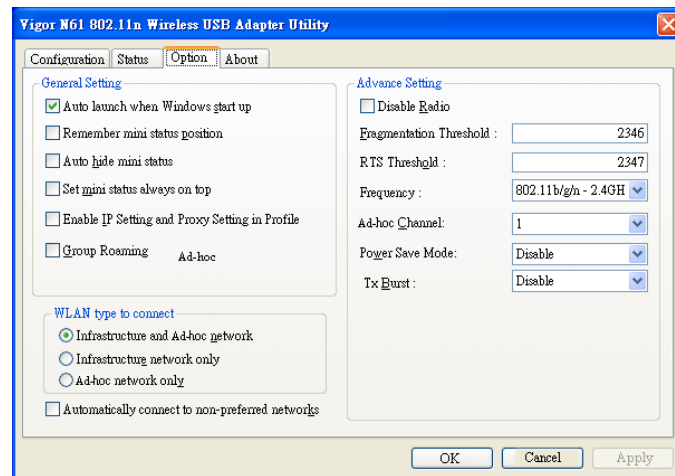 Vigor N61 802.11n Wireless USB Adapter Utility
Configuration Status Option About
General Setting
Auto launch when Windows start up
Remember mini status position
Auto hide mini status
Set mini status always on top
Enable IP Setting and Proxy Setting in Profile
Group Roaming Ad-hoc
WLAN type to connect
Infrastructure and Ad-hoc network
Infrastructure network only
Ad-hoc network only
Automatically connect to non-preferred networks
Advance Setting
Disable Radio
Fragmentation Threshold : 2346
RTS Threshold : 2347
Frequency : 802.11b/g/n - 2.4GH
Ad-hoc Channel: 1
Power Save Mode: Disable
Tx Burst : Disable
OK Cancel Apply